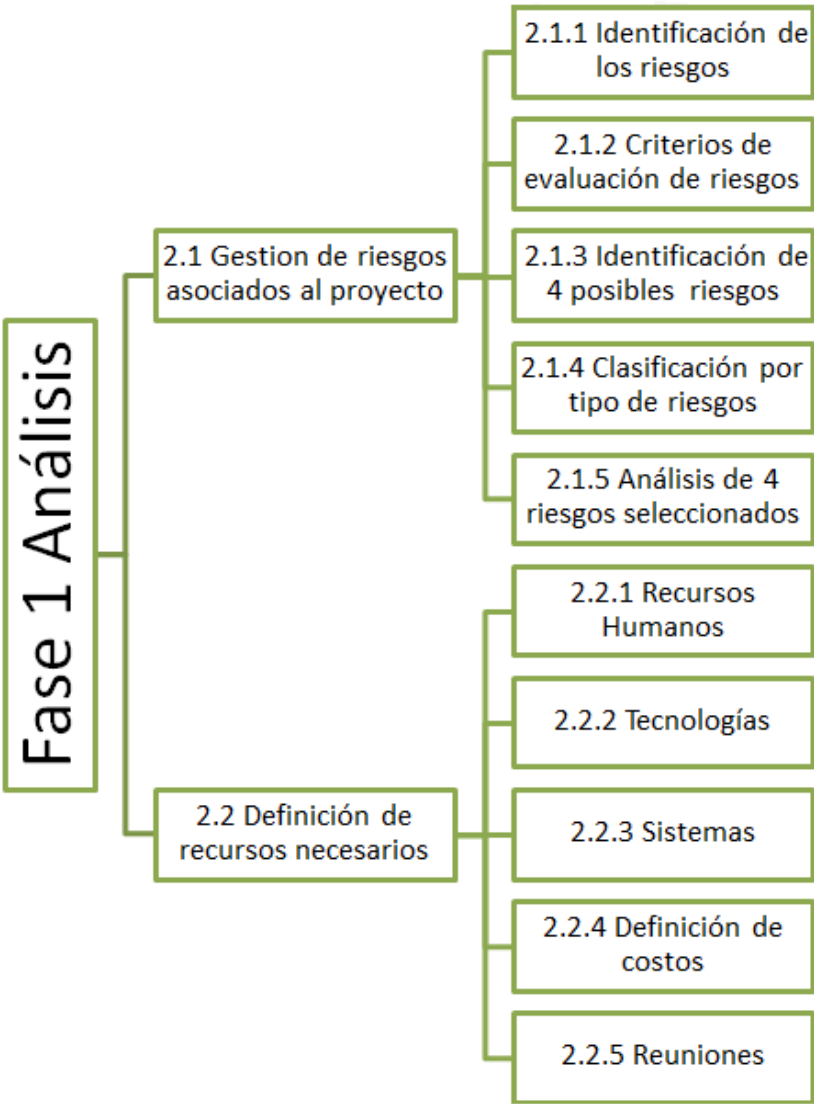 Fase 1 Análisis
2.1 Gestion de riesgos
asociados al proyecto
2.1.1 Identificación de
los riesgos
2.1.2 Criterios de
evaluación de riesgos
2.1.3 Identificación de
4 posibles riesgos
2.1.4 Clasificación por
tipo de riesgos
2.1.5 Análisis de 4
riesgos seleccionados
2.2 Definición de
recursos necesarios
2.2.1 Recursos
Humanos
2.2.2 Tecnologías
2.2.3 Sistemas
2.2.4 Definición de
costos
2.2.5 Reuniones